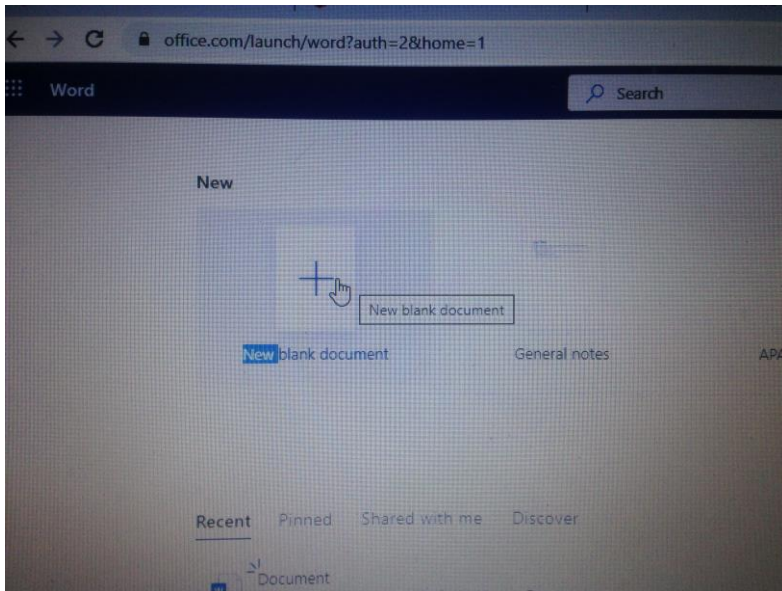 office.com/launch/word?auth=2&home=1
Word
Search
New
New blank document
New blank document
General notes
APA
Recent Pinned Shared with me Discover
Document